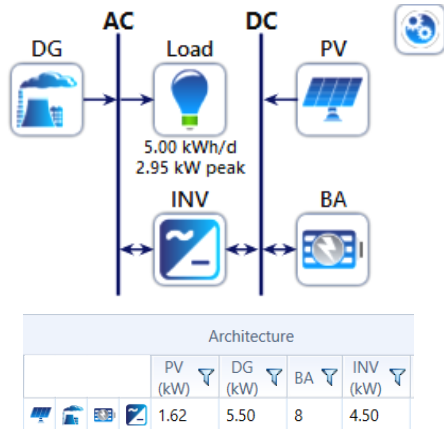 AC DC
DG Load PV
5.00 kWh/d
2.95 kW peak
INV BA
Architecture
PV (kW) DG (kW) BA INV (kW)
1.62 5.50 8 4.50